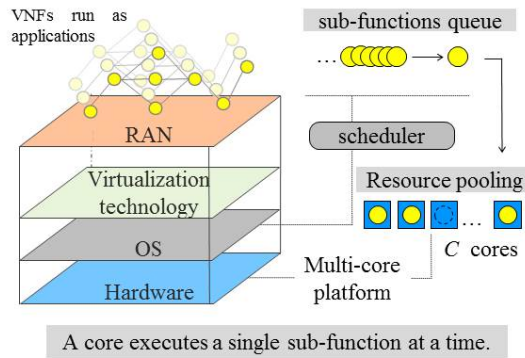 VNFs run as
applications
sub-functions queue
...
RAN
scheduler
Virtualization
technology
Resource pooling
...
OS
C cores
Multi-core
platform
Hardware
A core executes a single sub-function at a time.